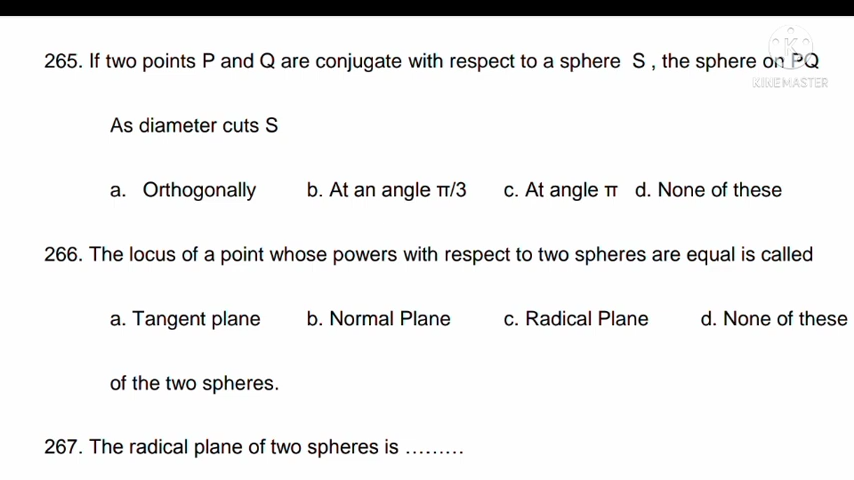 265. If two points P and Q are conjugate with respect to a sphere S , the sphere on PQ
K
KINEMASTER
As diameter cuts S
a. Orthogonally b. At an angle π/3 c. At angle π d. None of these
266. The locus of a point whose powers with respect to two spheres are equal is called
a. Tangent plane b. Normal Plane c. Radical Plane d. None of these
of the two spheres.
267. The radical plane of two spheres is ………